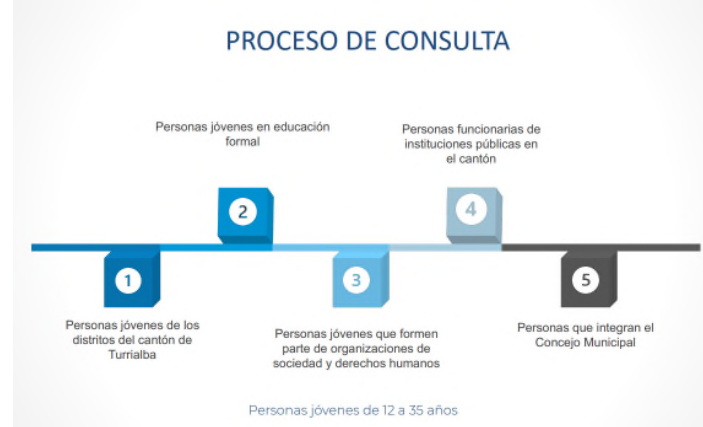 PROCESO DE CONSULTA
Personas jóvenes en educación
formal
Personas funcionarias de
instituciones públicas en
el cantón
2
4
1
3
5
Personas jóvenes de los
distritos del cantón de
Turrialba
Personas jóvenes que formen
parte de organizaciones de
sociedad y derechos humanos
Personas que integran el
Concejo Municipal
Personas jóvenes de 12 a 35 años